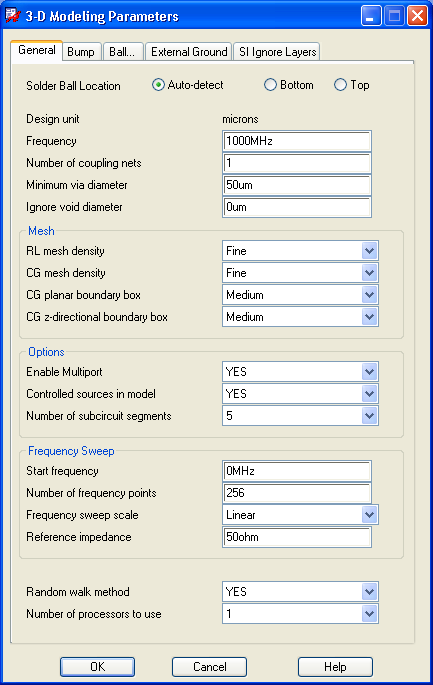 3-D Modeling Parameters
General Bump Ball... External Ground SI Ignore Layers
Solder Ball Location Auto-detect Bottom Top
Design unit microns
Frequency 1000MHz
Number of coupling nets 1
Minimum via diameter 50um
Ignore void diameter 0um
Mesh
RL mesh density Fine
CG mesh density Fine
CG planar boundary box Medium
CG z-directional boundary box Medium
Options
Enable Multiport YES
Controlled sources in model YES
Number of subcircuit segments 5
Frequency Sweep
Start frequency 0MHz
Number of frequency points 256
Frequency sweep scale Linear
Reference impedance 50ohm
Random walk method YES
Number of processors to use 1
OK Cancel Help